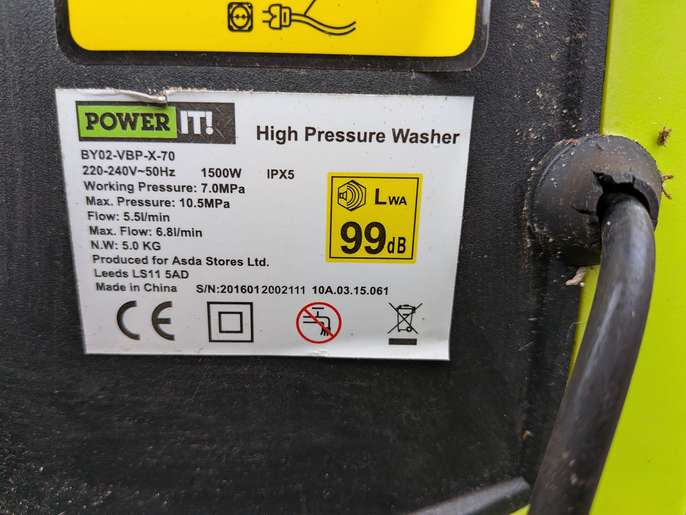 POWER IT!
High Pressure Washer
BY02-VBP-X-70
220-240V~50Hz 1500W IPX5
Working Pressure: 7.0MPa
Max. Pressure: 10.5MPa
Flow: 5.5l/min
Max. Flow: 6.8l/min
N.W: 5.0 KG
Produced for Asda Stores Ltd.
Leeds LS11 5AD
Made in China S/N:2016012002111 10A.03.15.061
LWA
99dB
CE